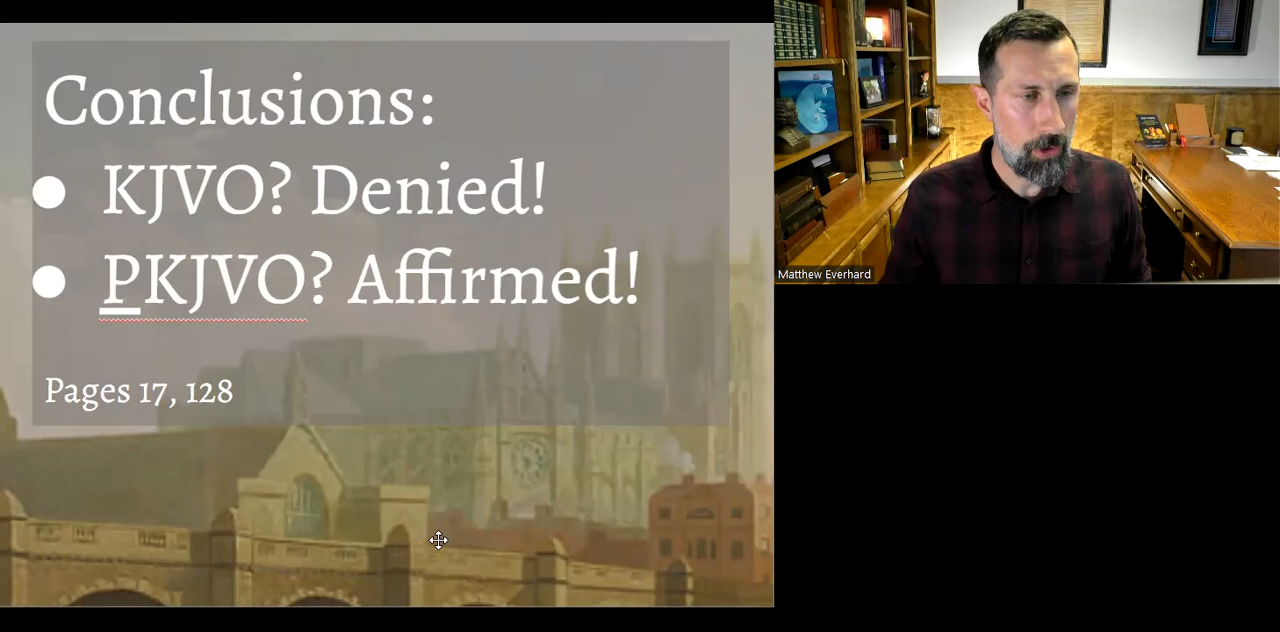 Conclusions:
● KJVO? Denied!
● PKJVO? Affirmed!
Pages 17, 128
Matthew Everhard